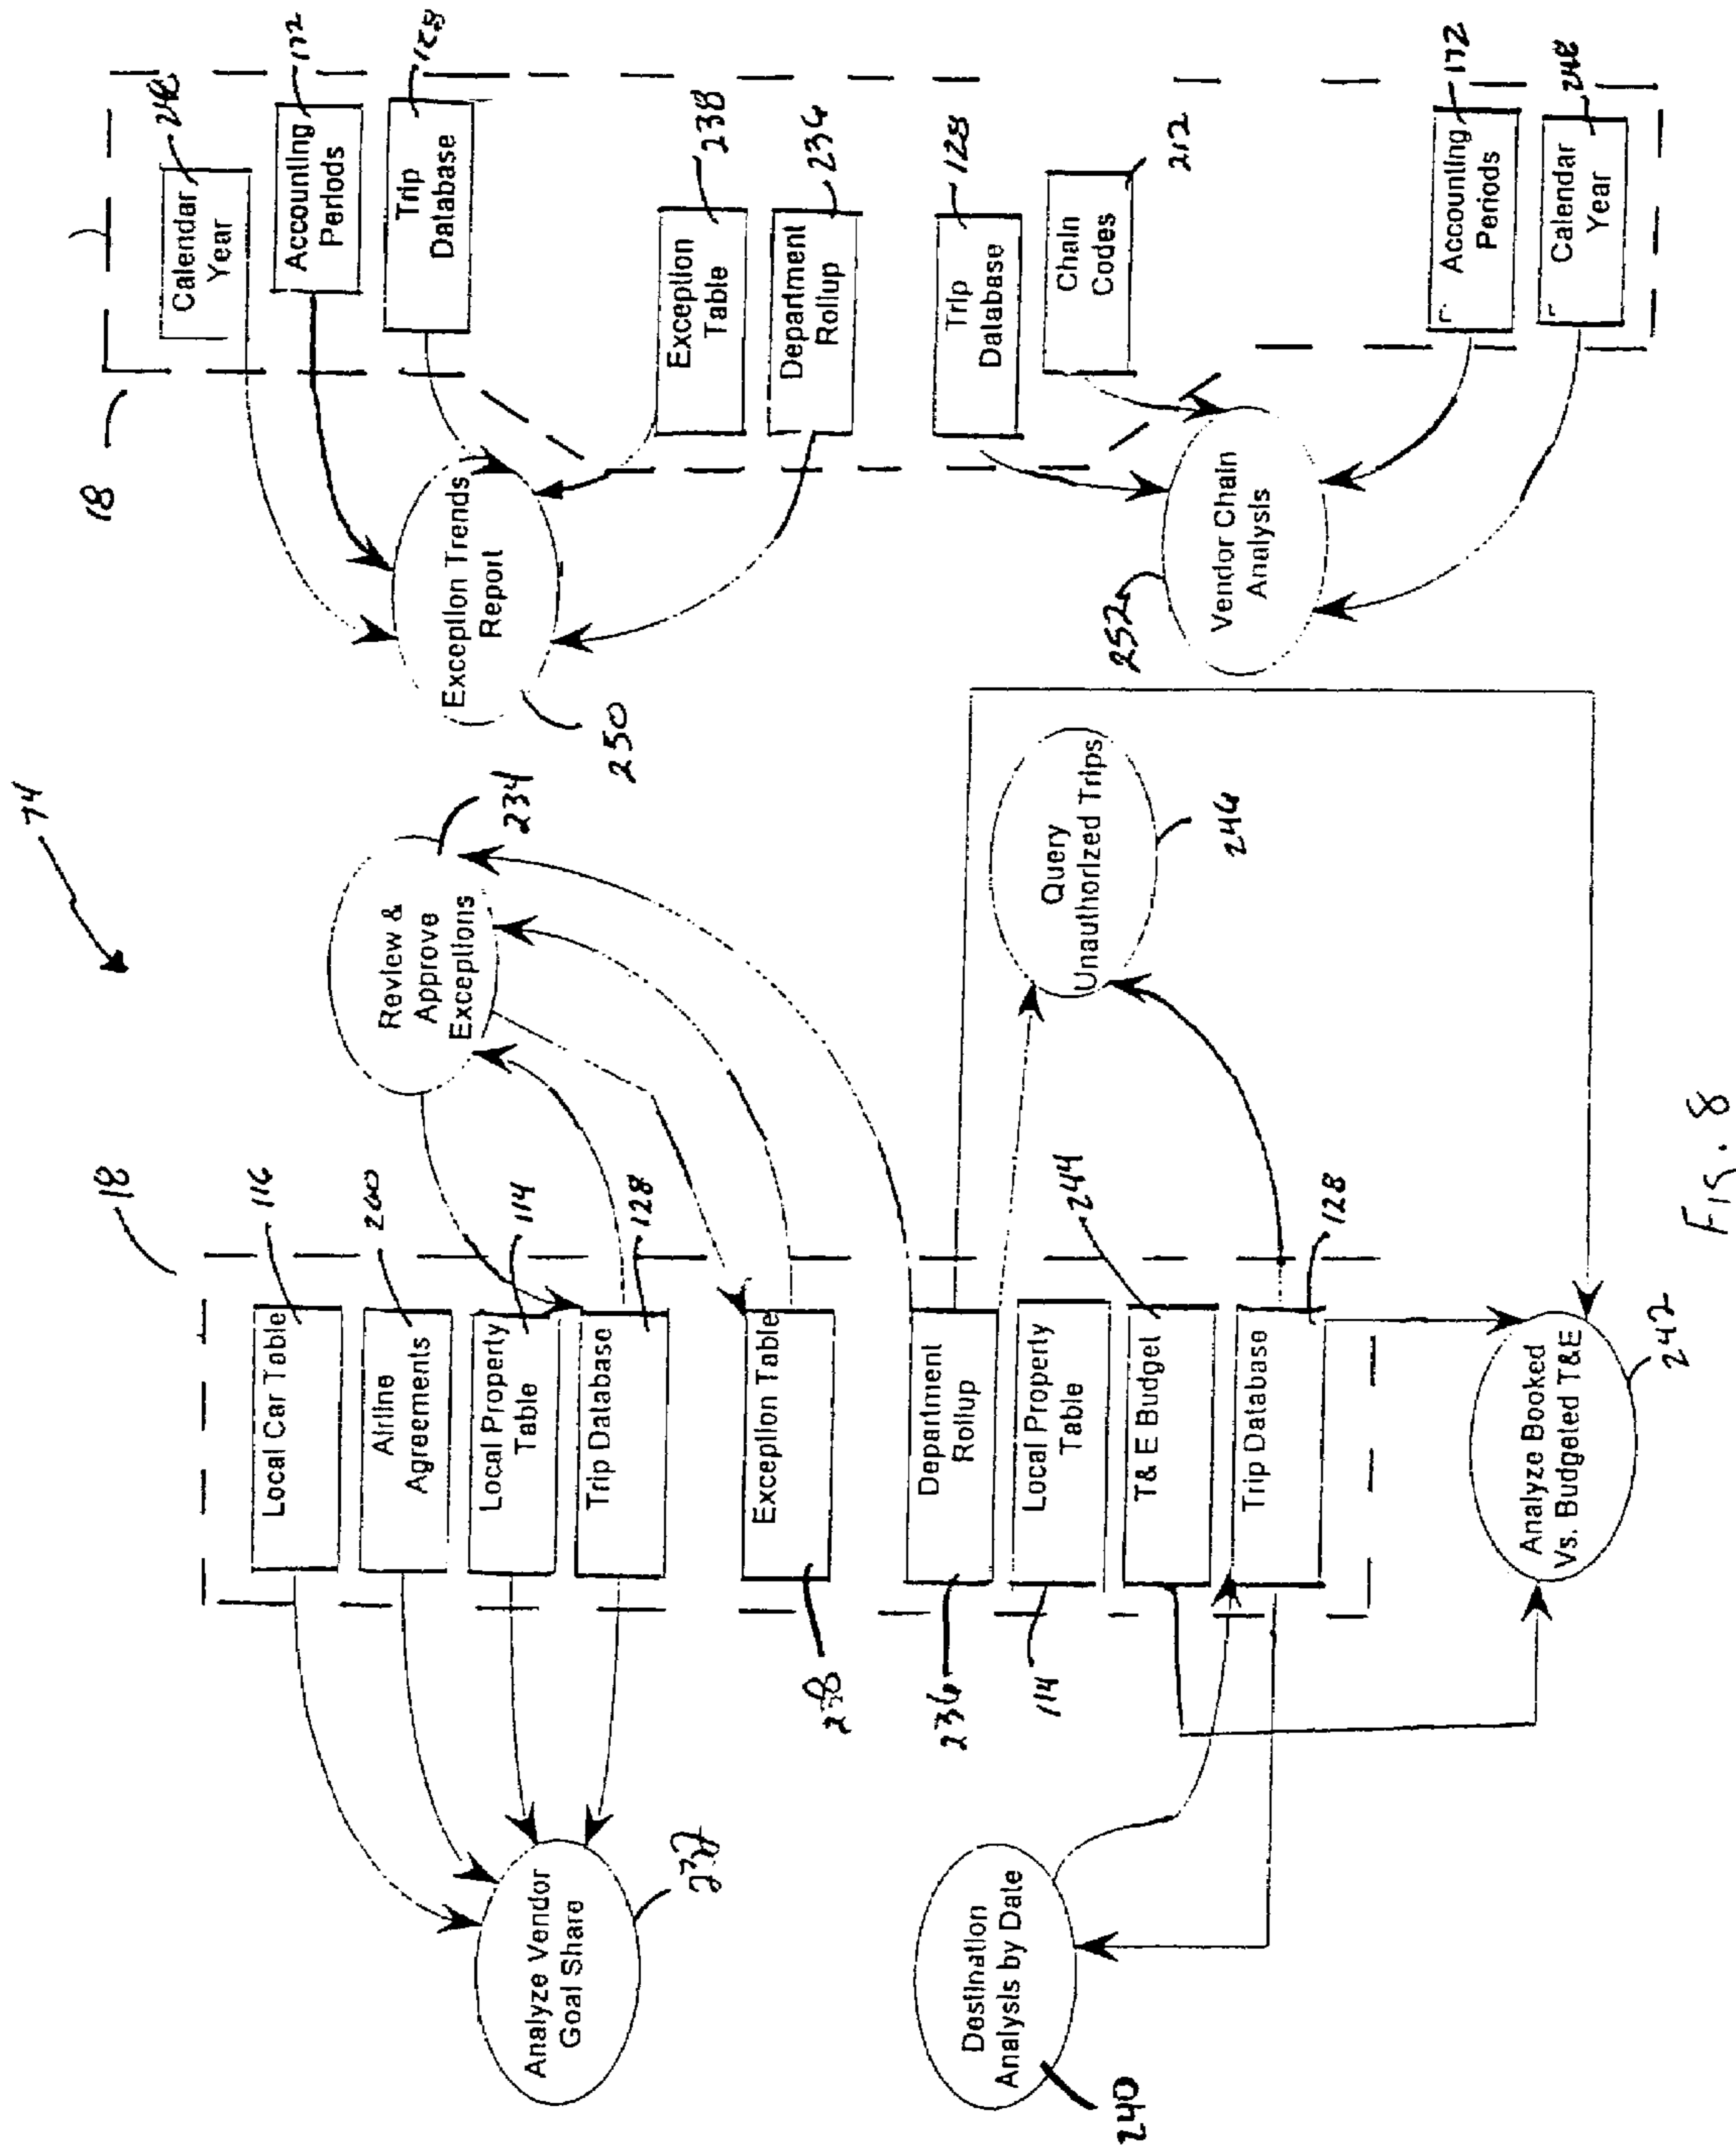 74
18
116
Local Car Table
200
Airline
Agreements
114
Local Property
Table
128
Trip Database
Exception Table
238
Department
Rollup
236
Local Property
Table
114
T& E Budget
244
Trip Database
128
Analyze Vendor
Goal Share
232
Destination
Analysis by Date
240
Review &
Approve
Exceptions
234
Query
Unauthorized Trips
246
Analyze Booked
Vs. Budgeted T&E
242
18
Calendar
Year
Accounting
Periods
172
Trip
Database
128
Exception
Table
238
Department
Rollup
236
Trip
Database
128
Chain
Codes
212
Accounting
Periods
172
Calendar
Year
248
Exception Trends
Report
250
Vendor Chain
Analysis
252
Fig. 8